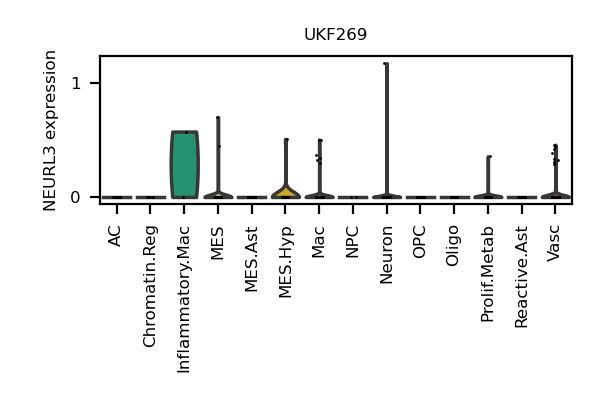 UKF269
NEURL3 expression
1
0
AC
Chromatin.Reg
Inflammatory.Mac
MES
MES.Ast
MES.Hyp
Mac
NPC
Neuron
OPC
Oligo
Prolif.Metab
Reactive.Ast
Vasc